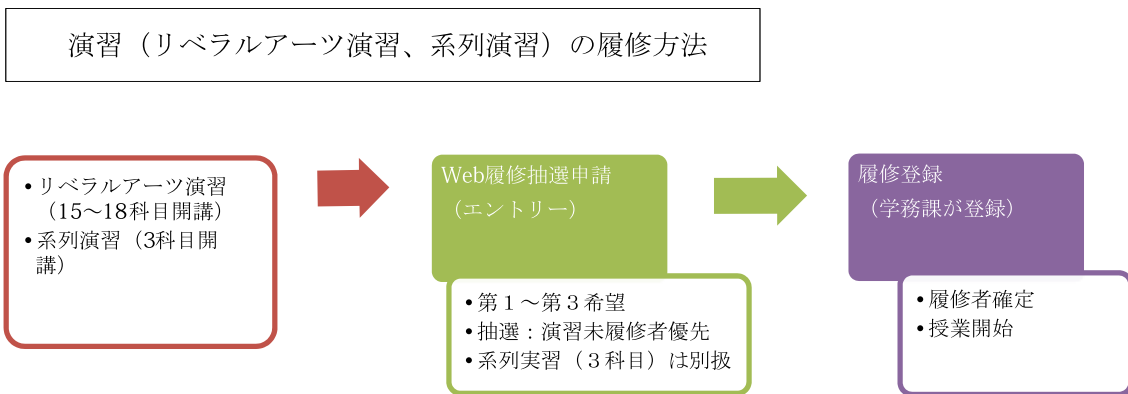 演習（リベラルアーツ演習、系列演習）の履修方法
• リベラルアーツ演習
（15～18科目開講）
• 系列演習（3科目開
講）
Web履修抽選申請
（エントリー）
• 第１～第３希望
• 抽選：演習未履修者優先
• 系列実習（３科目）は別扱
履修登録
（学務課が登録）
• 履修者確定
• 授業開始